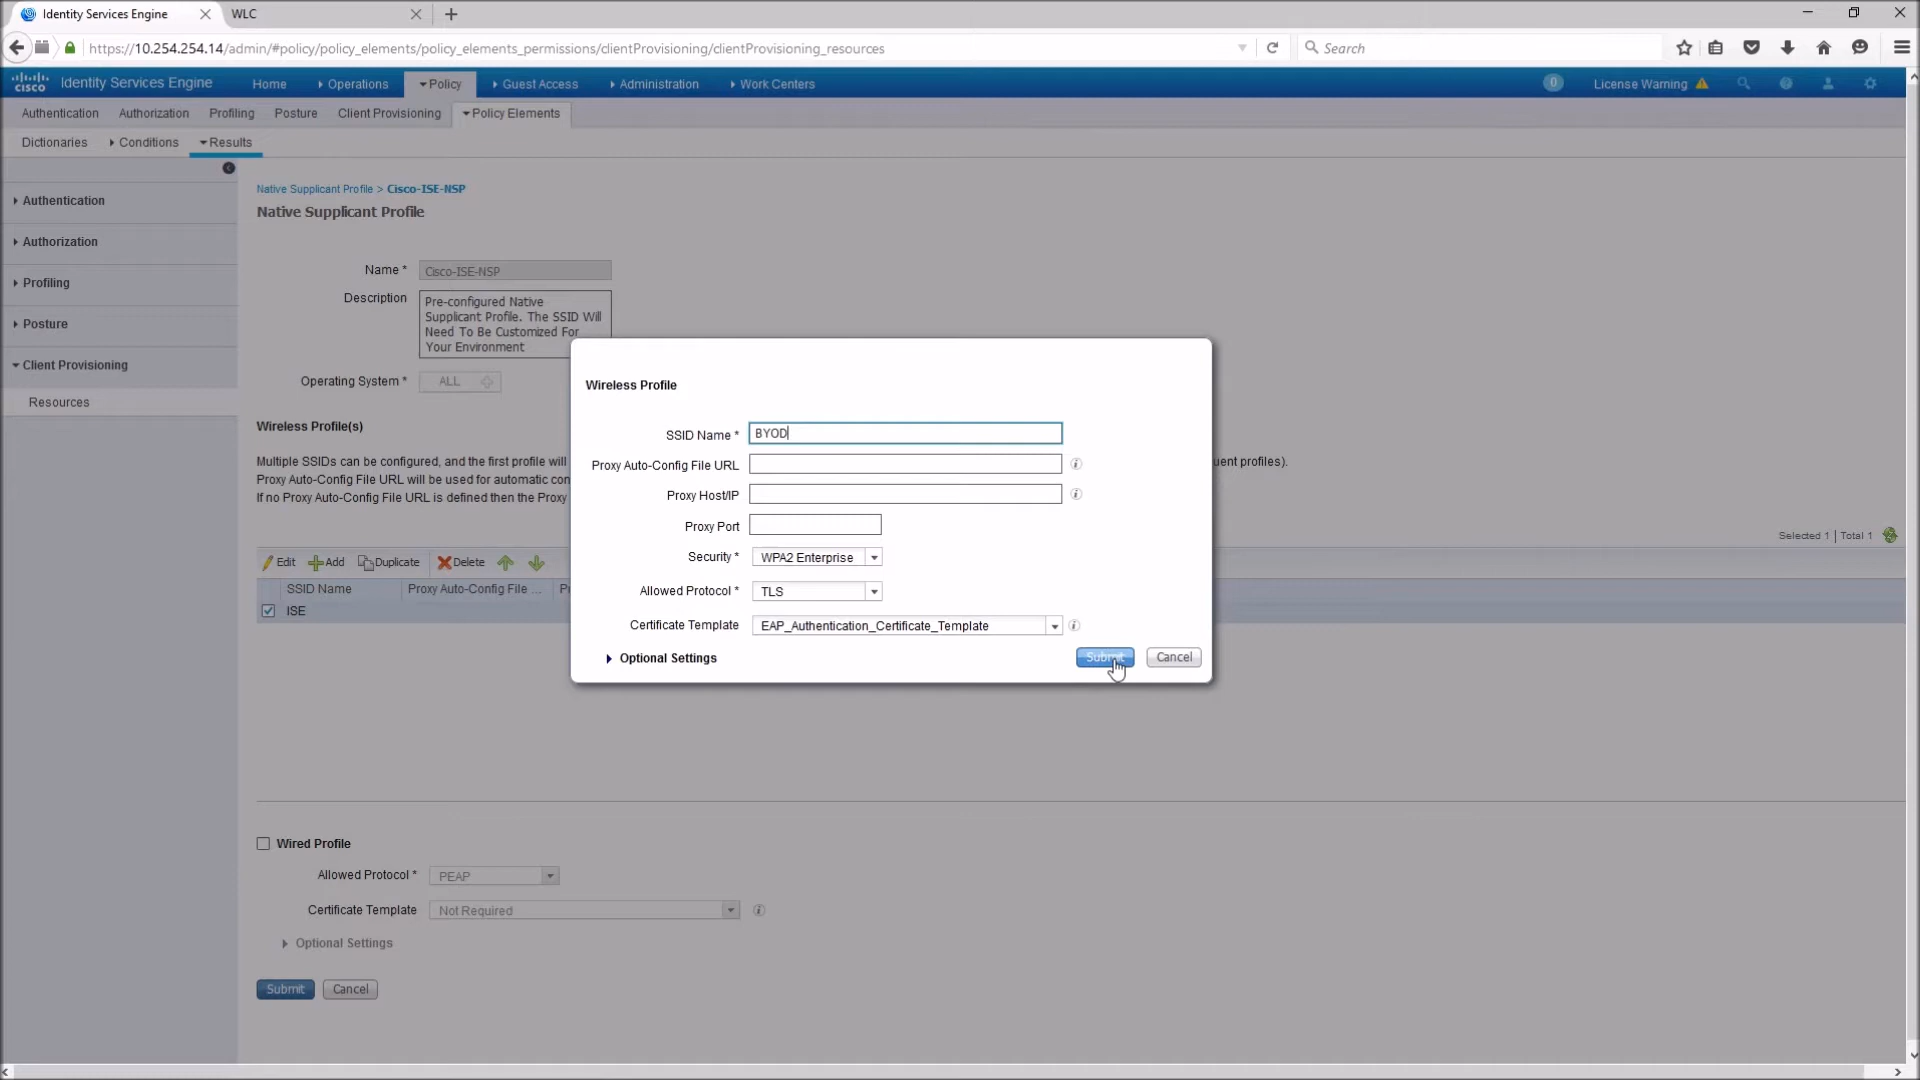 Identity Services Engine
WLC
https://10.254.254.14/admin/#policy/policy_elements/policy_elements_permissions/clientProvisioning/clientProvisioning_resources
Search
cisco
Identity Services Engine
Home
Operations
Policy
Guest Access
Administration
Work Centers
0
License Warning
Authentication
Authorization
Profiling
Posture
Client Provisioning
Policy Elements
Dictionaries
Conditions
Results
Authentication
Authorization
Profiling
Posture
Client Provisioning
Resources
Native Supplicant Profile > Cisco-ISE-NSP
Native Supplicant Profile
Name *
Cisco-ISE-NSP
Description
Pre-configured Native
Supplicant Profile. The SSID Will
Need To Be Customized For
Your Environment
Operating System *
ALL
Wireless Profile(s)
Multiple SSIDs can be configured, and the first profile will
uent profiles).
Proxy Auto-Config File URL will be used for automatic con
If no Proxy Auto-Config File URL is defined then the Proxy
Selected 1 | Total 1
Edit
Add
Duplicate
Delete
SSID Name
Proxy Auto-Config File ...
ISE
Wireless Profile
SSID Name *
BYOD
Proxy Auto-Config File URL
Proxy Host/IP
Proxy Port
Security *
WPA2 Enterprise
Allowed Protocol *
TLS
Certificate Template
EAP_Authentication_Certificate_Template
Optional Settings
Submit
Cancel
Wired Profile
Allowed Protocol *
PEAP
Certificate Template
Not Required
Optional Settings
Submit
Cancel